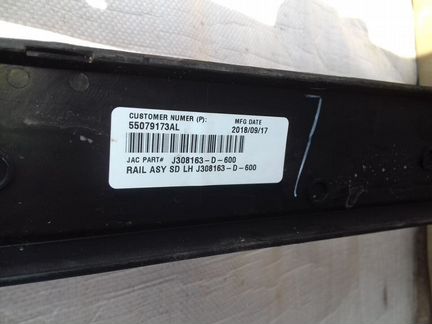 CUSTOMER NUMER (P):
55079173AL
MFG DATE
2018/09/17
JAC PART# J308163-D-600
RAIL ASY SD LH J308163-D-600